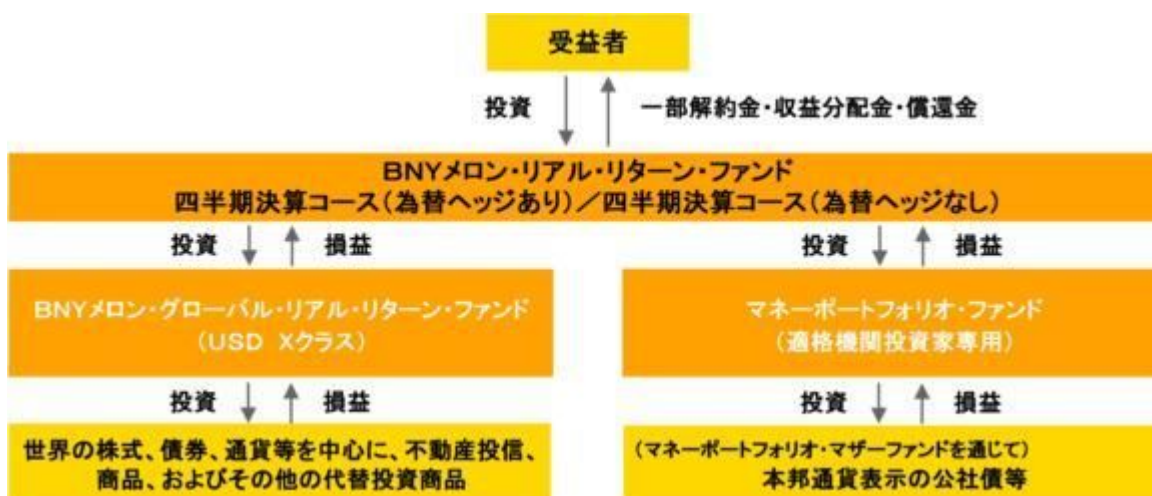 受益者
投資 一部解約金・収益分配金・償還金
BNYメロン・リアル・リターン・ファンド
四半期決算コース(為替ヘッジあり)／四半期決算コース(為替ヘッジなし)
投資 損益 投資 損益
BNYメロン・グローバル・リアル・リターン・ファンド
(USD Xクラス)
マネーポートフォリオ・ファンド
(適格機関投資家専用)
投資 損益 投資 損益
世界の株式、債券、通貨等を中心に、不動産投信、
商品、およびその他の代替投資商品
(マネーポートフォリオ・マザーファンドを通じて)
本邦通貨表示の公社債等